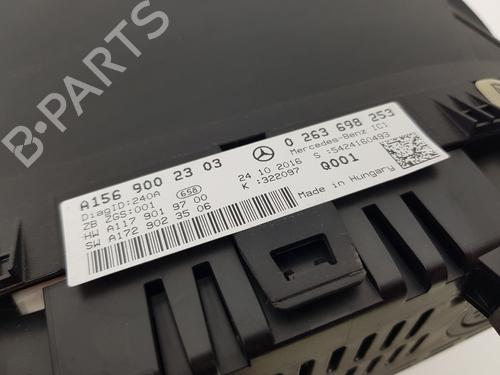 A156 900 23 03
0 263 698 253
DiagID:240A
658
24 10 2016
Mercedes-Benz IC1
ZB ZGS:001
K :322097
S :5424160493
HW A117 901 97 00
Q001
SW A172 902 35 06
Made in Hungary
B-PARTS